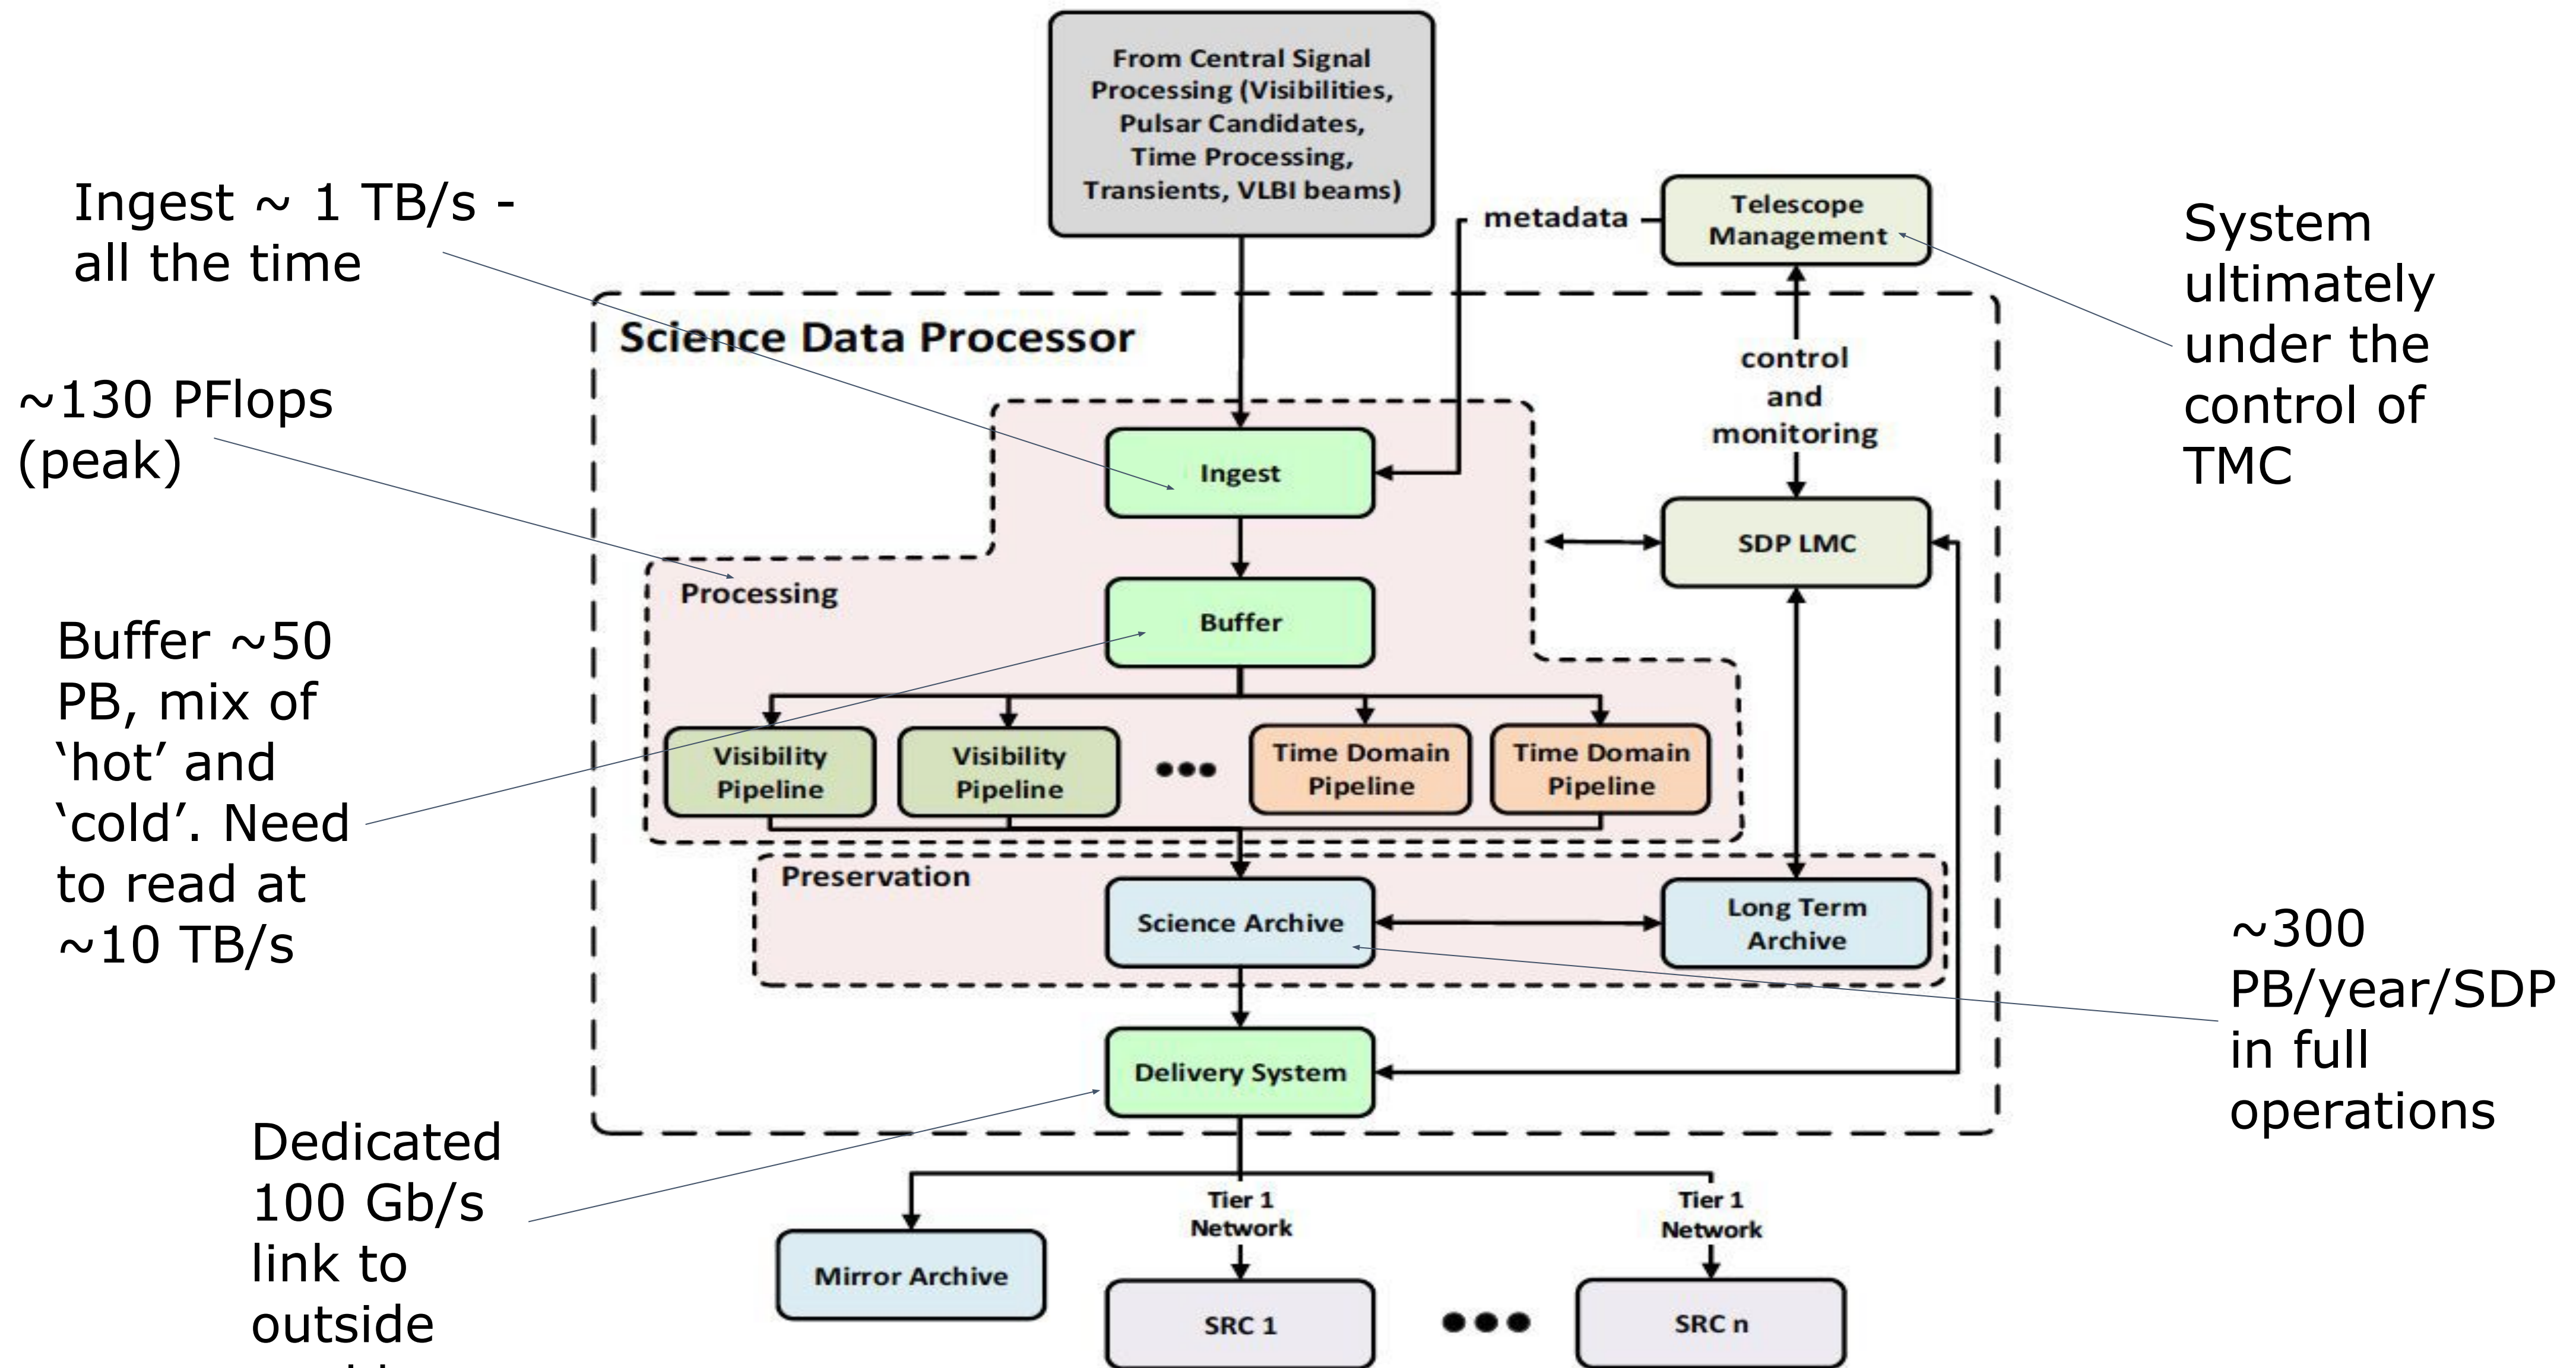 From Central Signal
Processing (Visibilities,
Pulsar Candidates,
Time Processing,
Transients, VLBI beams)
Ingest ~ 1 TB/s -
all the time
metadata
Telescope
Management
System
ultimately
under the
control of
TMC
Science Data Processor
control
and
monitoring
~130 PFlops
(peak)
Ingest
SDP LMC
Processing
Buffer
Buffer ~50
PB, mix of
‘hot’ and
‘cold’. Need
to read at
~10 TB/s
Visibility
Pipeline
Visibility
Pipeline
●●●
Time Domain
Pipeline
Time Domain
Pipeline
Preservation
Science Archive
Long Term
Archive
~300
PB/year/SDP
in full
operations
Delivery System
Dedicated
100 Gb/s
link to
outside
Tier 1
Network
Tier 1
Network
Mirror Archive
SRC 1
●●●
SRC n